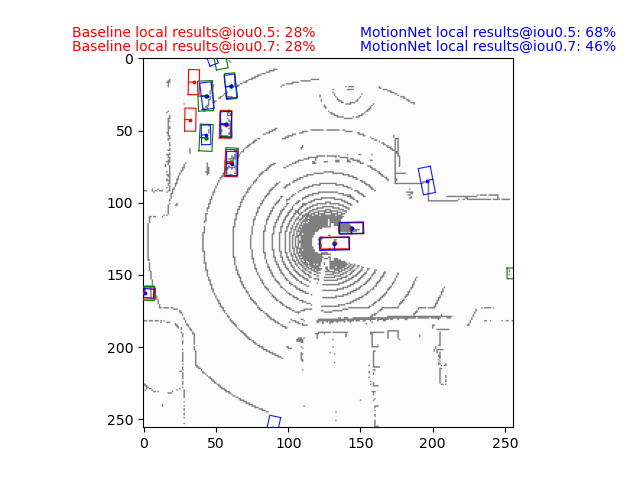 Baseline local results@iou0.5: 28% MotionNet local results@iou0.5: 68%
Baseline local results@iou0.7: 28% MotionNet local results@iou0.7: 46%
0
50
100
150
200
250
0 50 100 150 200 250